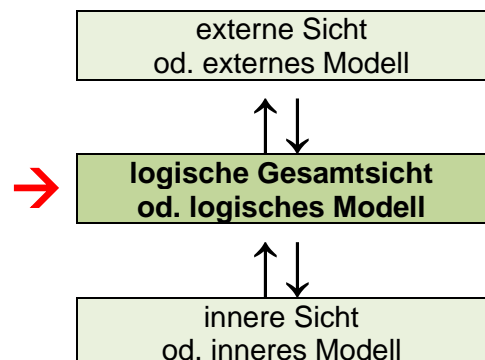 externe Sicht
od. externes Modell
logische Gesamtsicht
od. logisches Modell
innere Sicht
od. inneres Modell